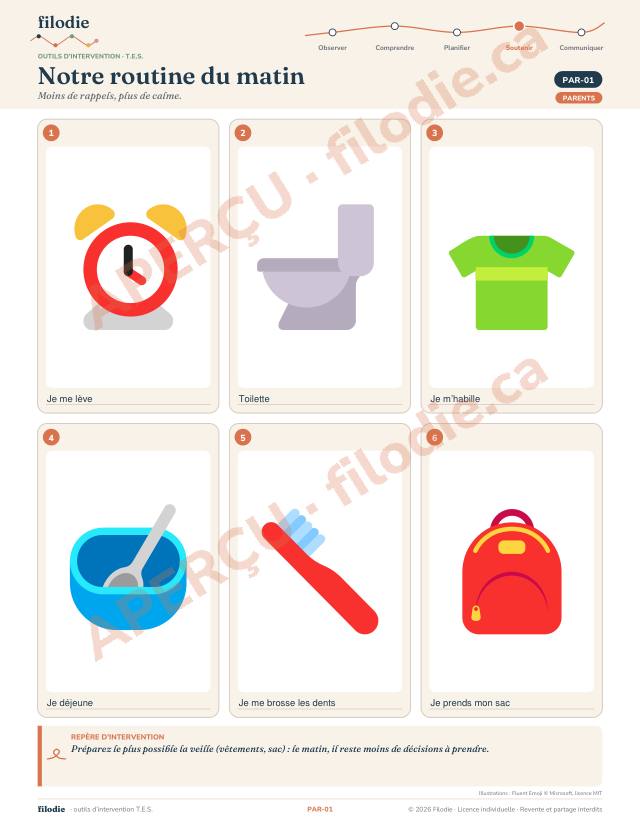 filodie
OUTILS D'INTERVENTION · T.E.S.
Observer Comprendre Planifier Soutenir Communiquer
Notre routine du matin
Moins de rappels, plus de calme.
PAR-01
PARENTS
1 2 3
Je me lève Toilette Je m'habille
4 5 6
Je déjeune Je me brosse les dents Je prends mon sac
APERÇU · filodie.ca
APERÇU · filodie.ca
REPÈRE D'INTERVENTION
Préparez le plus possible la veille (vêtements, sac) : le matin, il reste moins de décisions à prendre.
Illustrations : Fluent Emoji © Microsoft, licence MIT
filodie · outils d'intervention T.E.S. PAR-01 © 2026 Filodie · Licence individuelle · Revente et partage interdits